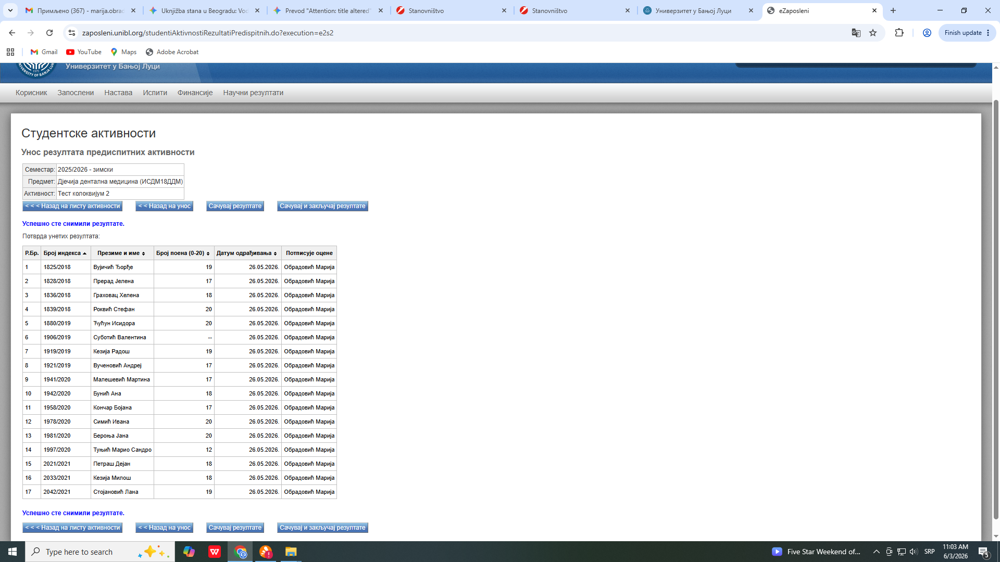 Примљено (367) - marija.obrac
Uknjižba stana u Beogradu: Vod
Prevod "Attention: title altered"
Stanovništvo
Stanovništvo
Универзитет у Бањој Луци
eZaposleni
zaposleni.unibl.org/studentiAktivnostiRezultatiPredispitnih.do?execution=e2s2
Finish update
Gmail
YouTube
Maps
Adobe Acrobat
UNIVERSITY OF BANJA LUKA
1975
Универзитет у Бањој Луци
Корисник
Запослени
Настава
Испити
Финансије
Научни резултати
Студентске активности
Унос резултата предиспитних активности
Семестар: 2025/2026 - зимски
Предмет: Дјечија дентална медицина (ИСДМ18ДДМ)
Активност: Тест колоквијум 2
< < < Назад на листу активности
< < Назад на унос
Сачувај резултате
Сачувај и закључај резултате
Успешно сте снимили резултате.
Потврда унетих резултата:
Р.Бр. Број индекса Презиме и име Број поена (0-20) Датум одрађивања Потписује оцене
1 1825/2018 Вујичић Ђорђе 19 26.05.2026. Обрадовић Марија
2 1828/2018 Прерад Јелена 17 26.05.2026. Обрадовић Марија
3 1836/2018 Граховац Хелена 18 26.05.2026. Обрадовић Марија
4 1839/2018 Роквић Стефан 20 26.05.2026. Обрадовић Марија
5 1880/2019 Ћућун Исидора 20 26.05.2026. Обрадовић Марија
6 1906/2019 Суботић Валентина -- 26.05.2026. Обрадовић Марија
7 1919/2019 Кезија Радош 19 26.05.2026. Обрадовић Марија
8 1921/2019 Вученовић Андреј 17 26.05.2026. Обрадовић Марија
9 1941/2020 Малешевић Мартина 17 26.05.2026. Обрадовић Марија
10 1942/2020 Бунић Ана 18 26.05.2026. Обрадовић Марија
11 1958/2020 Кончар Бојана 17 26.05.2026. Обрадовић Марија
12 1978/2020 Симић Ивана 20 26.05.2026. Обрадовић Марија
13 1981/2020 Бероња Јана 20 26.05.2026. Обрадовић Марија
14 1997/2020 Туњић Марио Сандро 12 26.05.2026. Обрадовић Марија
15 2021/2021 Петраш Дејан 18 26.05.2026. Обрадовић Марија
16 2033/2021 Кезија Милош 18 26.05.2026. Обрадовић Марија
17 2042/2021 Стојановић Лана 19 26.05.2026. Обрадовић Марија
Успешно сте снимили резултате.
< < < Назад на листу активности
< < Назад на унос
Сачувај резултате
Сачувај и закључај резултате
Type here to search
Five Star Weekend of...
SRP
11:03 AM
6/3/2026
5